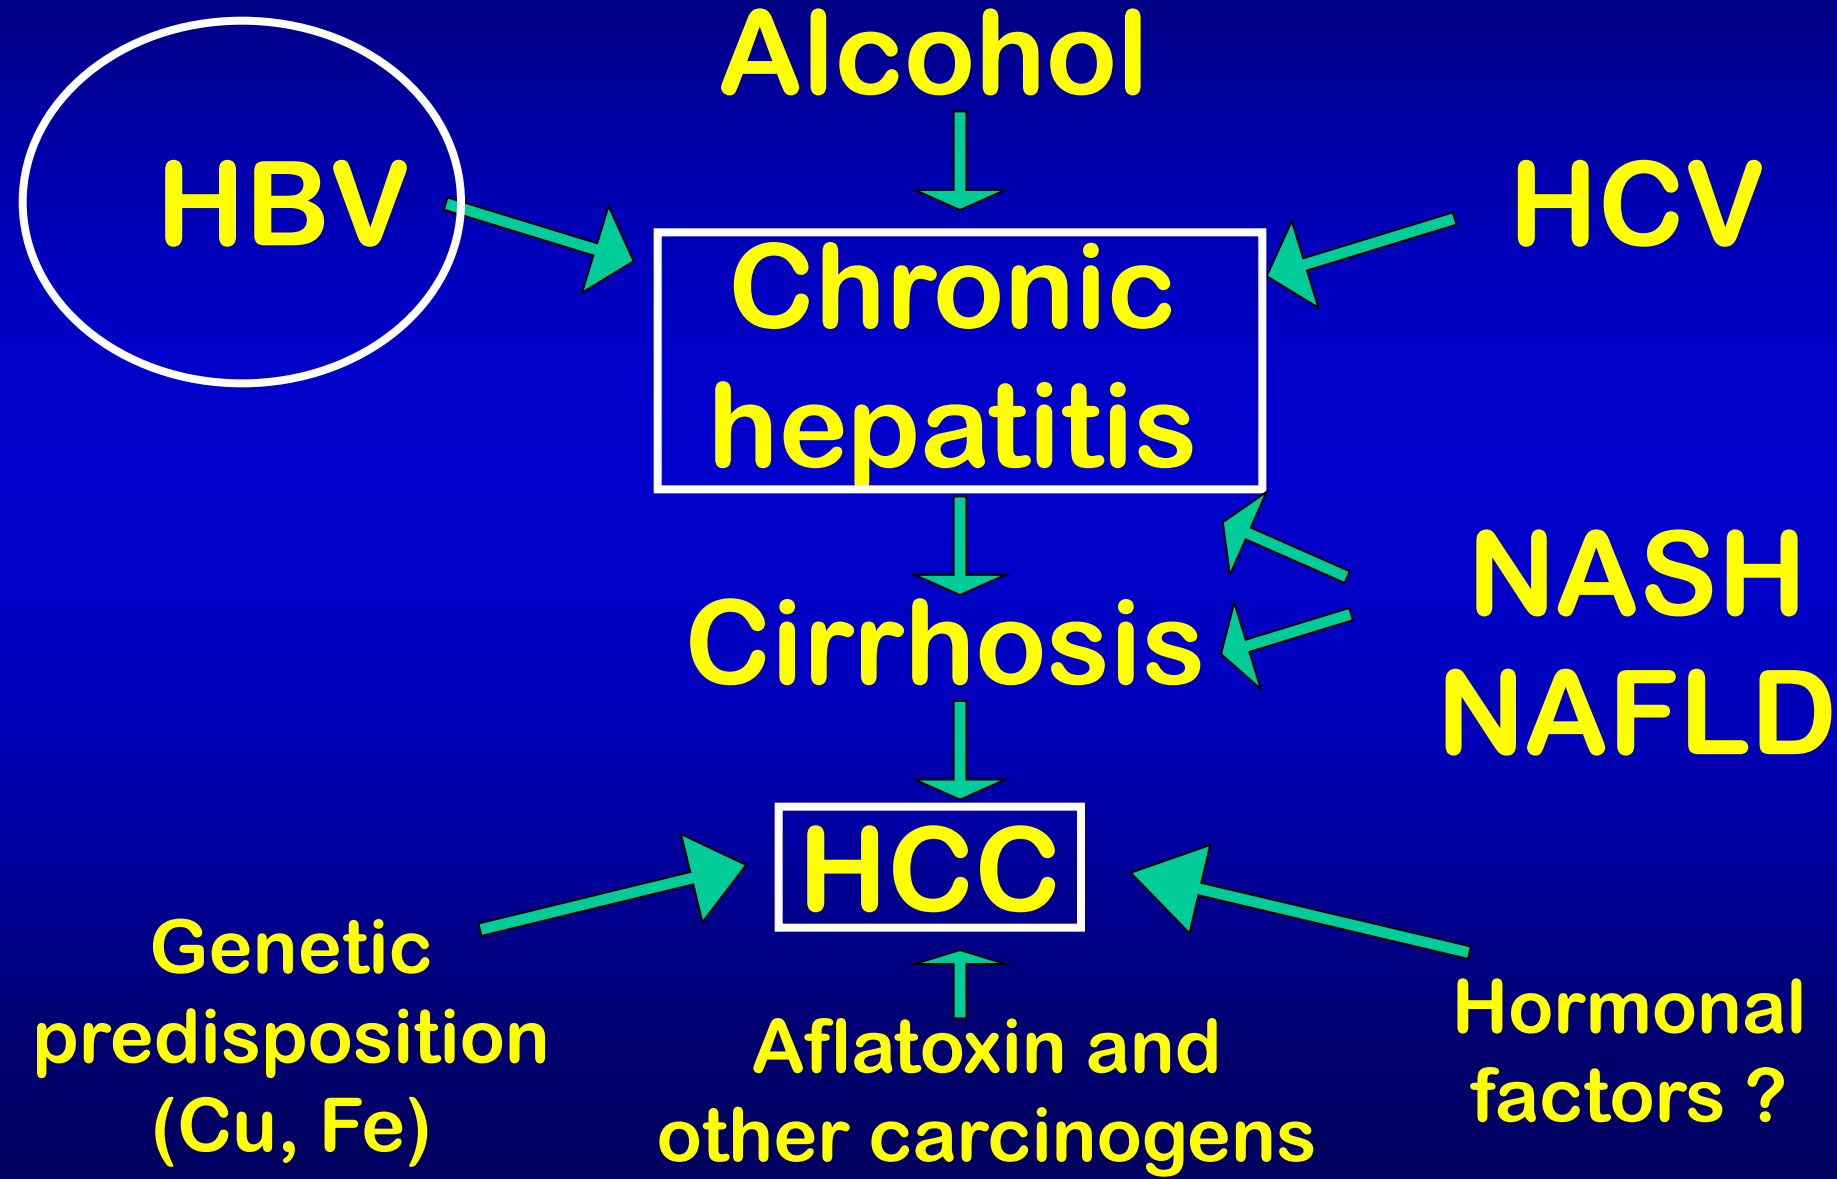 Alcohol
HBV
HCV
Chronic
hepatitis
NASH
Cirrhosis
NAFLD
HCC
Genetic
predisposition
(Cu, Fe)
Aflatoxin and
other carcinogens
Hormonal
factors ?